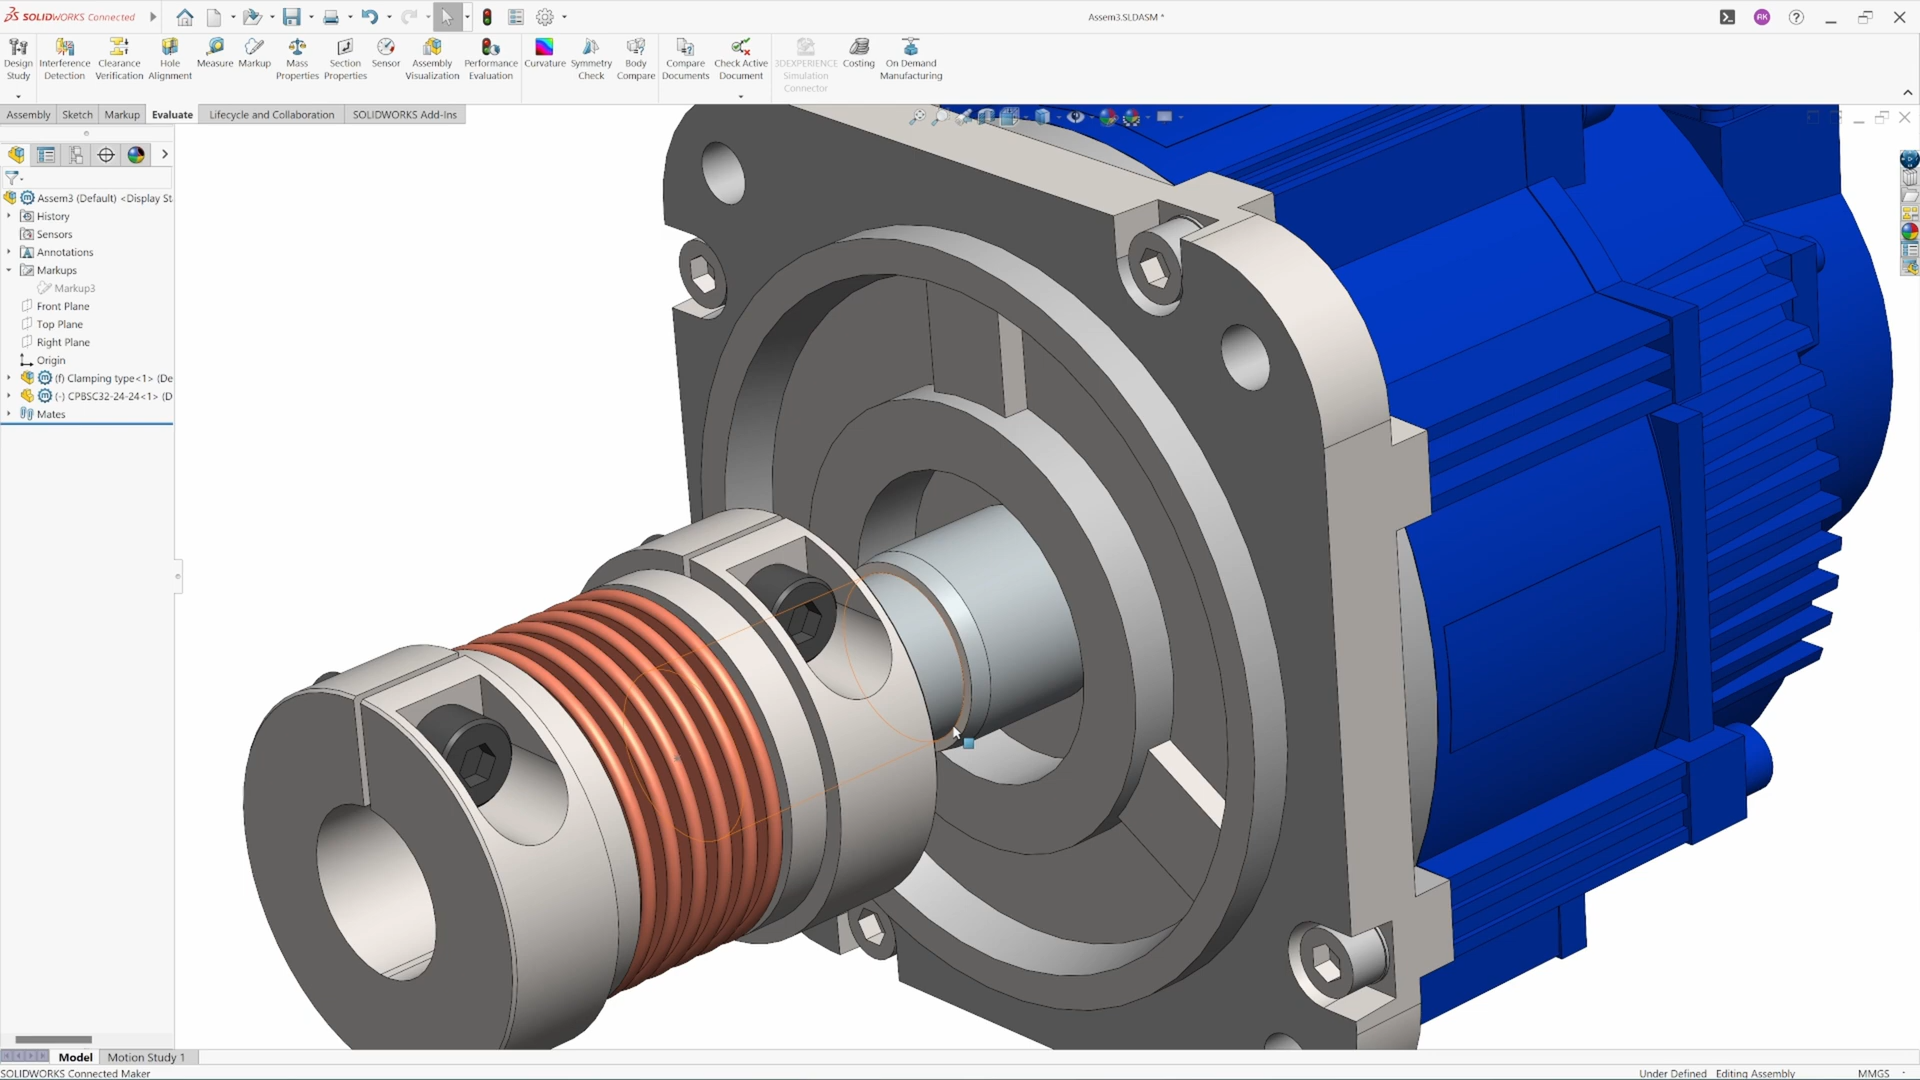 SOLIDWORKS Connected
Assem3.SLDASM *
AK
Design Study
Interference Detection
Clearance Verification
Hole Alignment
Measure
Markup
Mass Properties
Section Properties
Sensor
Assembly Visualization
Performance Evaluation
Curvature
Symmetry Check
Body Compare
Compare Documents
Check Active Document
3DEXPERIENCE Simulation Connector
Costing
On Demand Manufacturing
Assembly
Sketch
Markup
Evaluate
Lifecycle and Collaboration
SOLIDWORKS Add-Ins
Assem3 (Default) <Display St
History
Sensors
Annotations
Markups
Markup3
Front Plane
Top Plane
Right Plane
Origin
(f) Clamping type<1> (De
(-) CPBSC32-24-24<1> (D
Mates
Model
Motion Study 1
SOLIDWORKS Connected Maker
Under Defined
Editing Assembly
MMGS